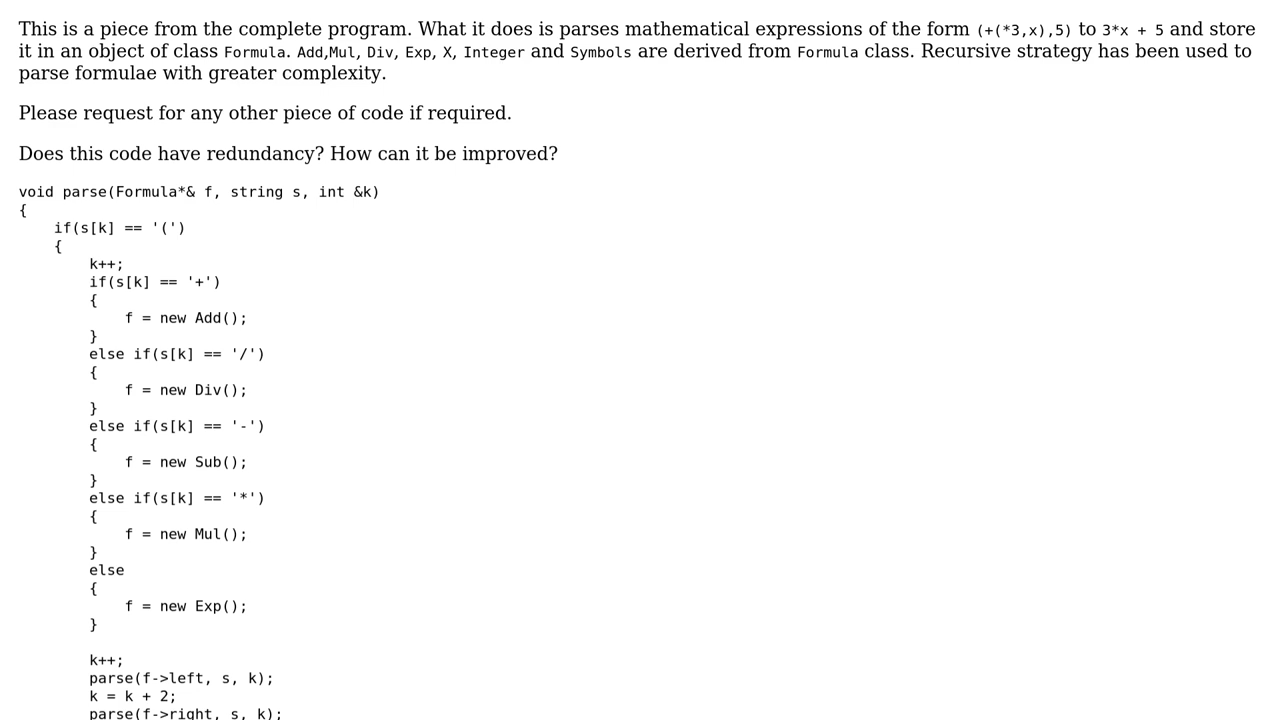 This is a piece from the complete program. What it does is parses mathematical expressions of the form (+(*3,x),5) to 3*x + 5 and store
it in an object of class Formula. Add,Mul, Div, Exp, X, Integer and Symbols are derived from Formula class. Recursive strategy has been used to
parse formulae with greater complexity.
Please request for any other piece of code if required.
Does this code have redundancy? How can it be improved?
void parse(Formula*& f, string s, int &k)
{
    if(s[k] == '(')
    {
        k++;
        if(s[k] == '+')
        {
            f = new Add();
        }
        else if(s[k] == '/')
        {
            f = new Div();
        }
        else if(s[k] == '-')
        {
            f = new Sub();
        }
        else if(s[k] == '*')
        {
            f = new Mul();
        }
        else
        {
            f = new Exp();
        }
        k++;
        parse(f->left, s, k);
        k = k + 2;
        parse(f->right, s, k);